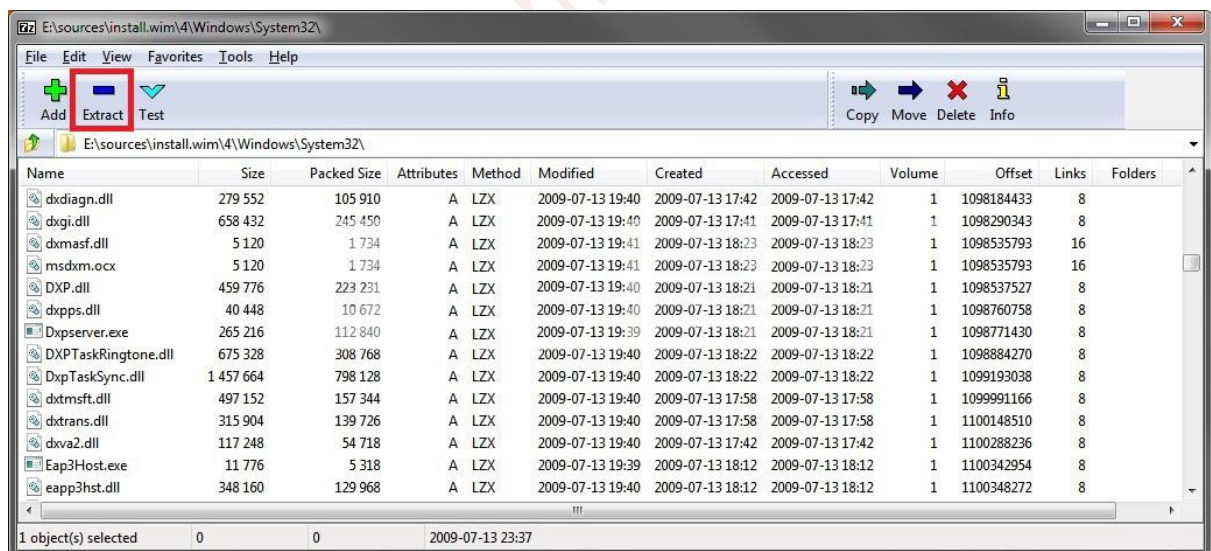 E:\sources\install.wim\4\Windows\System32\
File Edit View Favorites Tools Help
Add Extract Test Copy Move Delete Info
E:\sources\install.wim\4\Windows\System32\
Name Size Packed Size Attributes Method Modified Created Accessed Volume Offset Links Folders
dxdiagn.dll 279 552 105 910 A LZX 2009-07-13 19:40 2009-07-13 17:42 2009-07-13 17:42 1 1098184433 8
dxgi.dll 658 432 245 450 A LZX 2009-07-13 19:40 2009-07-13 17:41 2009-07-13 17:41 1 1098290343 8
dxmasf.dll 5 120 1 734 A LZX 2009-07-13 19:41 2009-07-13 18:23 2009-07-13 18:23 1 1098535793 16
msdxm.ocx 5 120 1 734 A LZX 2009-07-13 19:41 2009-07-13 18:23 2009-07-13 18:23 1 1098535793 16
DXP.dll 459 776 223 231 A LZX 2009-07-13 19:40 2009-07-13 18:21 2009-07-13 18:21 1 1098537527 8
dxpps.dll 40 448 10 672 A LZX 2009-07-13 19:40 2009-07-13 18:21 2009-07-13 18:21 1 1098760758 8
Dxpserver.exe 265 216 112 840 A LZX 2009-07-13 19:39 2009-07-13 18:21 2009-07-13 18:21 1 1098771430 8
DXPTaskRingtone.dll 675 328 308 768 A LZX 2009-07-13 19:40 2009-07-13 18:22 2009-07-13 18:22 1 1098884270 8
DxpTaskSync.dll 1 457 664 798 128 A LZX 2009-07-13 19:40 2009-07-13 18:22 2009-07-13 18:22 1 1099193038 8
dxtmsft.dll 497 152 157 344 A LZX 2009-07-13 19:40 2009-07-13 17:58 2009-07-13 17:58 1 1099991166 8
dxtrans.dll 315 904 139 726 A LZX 2009-07-13 19:40 2009-07-13 17:58 2009-07-13 17:58 1 1100148510 8
dxva2.dll 117 248 54 718 A LZX 2009-07-13 19:40 2009-07-13 17:42 2009-07-13 17:42 1 1100288236 8
Eap3Host.exe 11 776 5 318 A LZX 2009-07-13 19:39 2009-07-13 18:12 2009-07-13 18:12 1 1100342954 8
eapp3hst.dll 348 160 129 968 A LZX 2009-07-13 19:40 2009-07-13 18:12 2009-07-13 18:12 1 1100348272 8
1 object(s) selected 0 0 2009-07-13 23:37